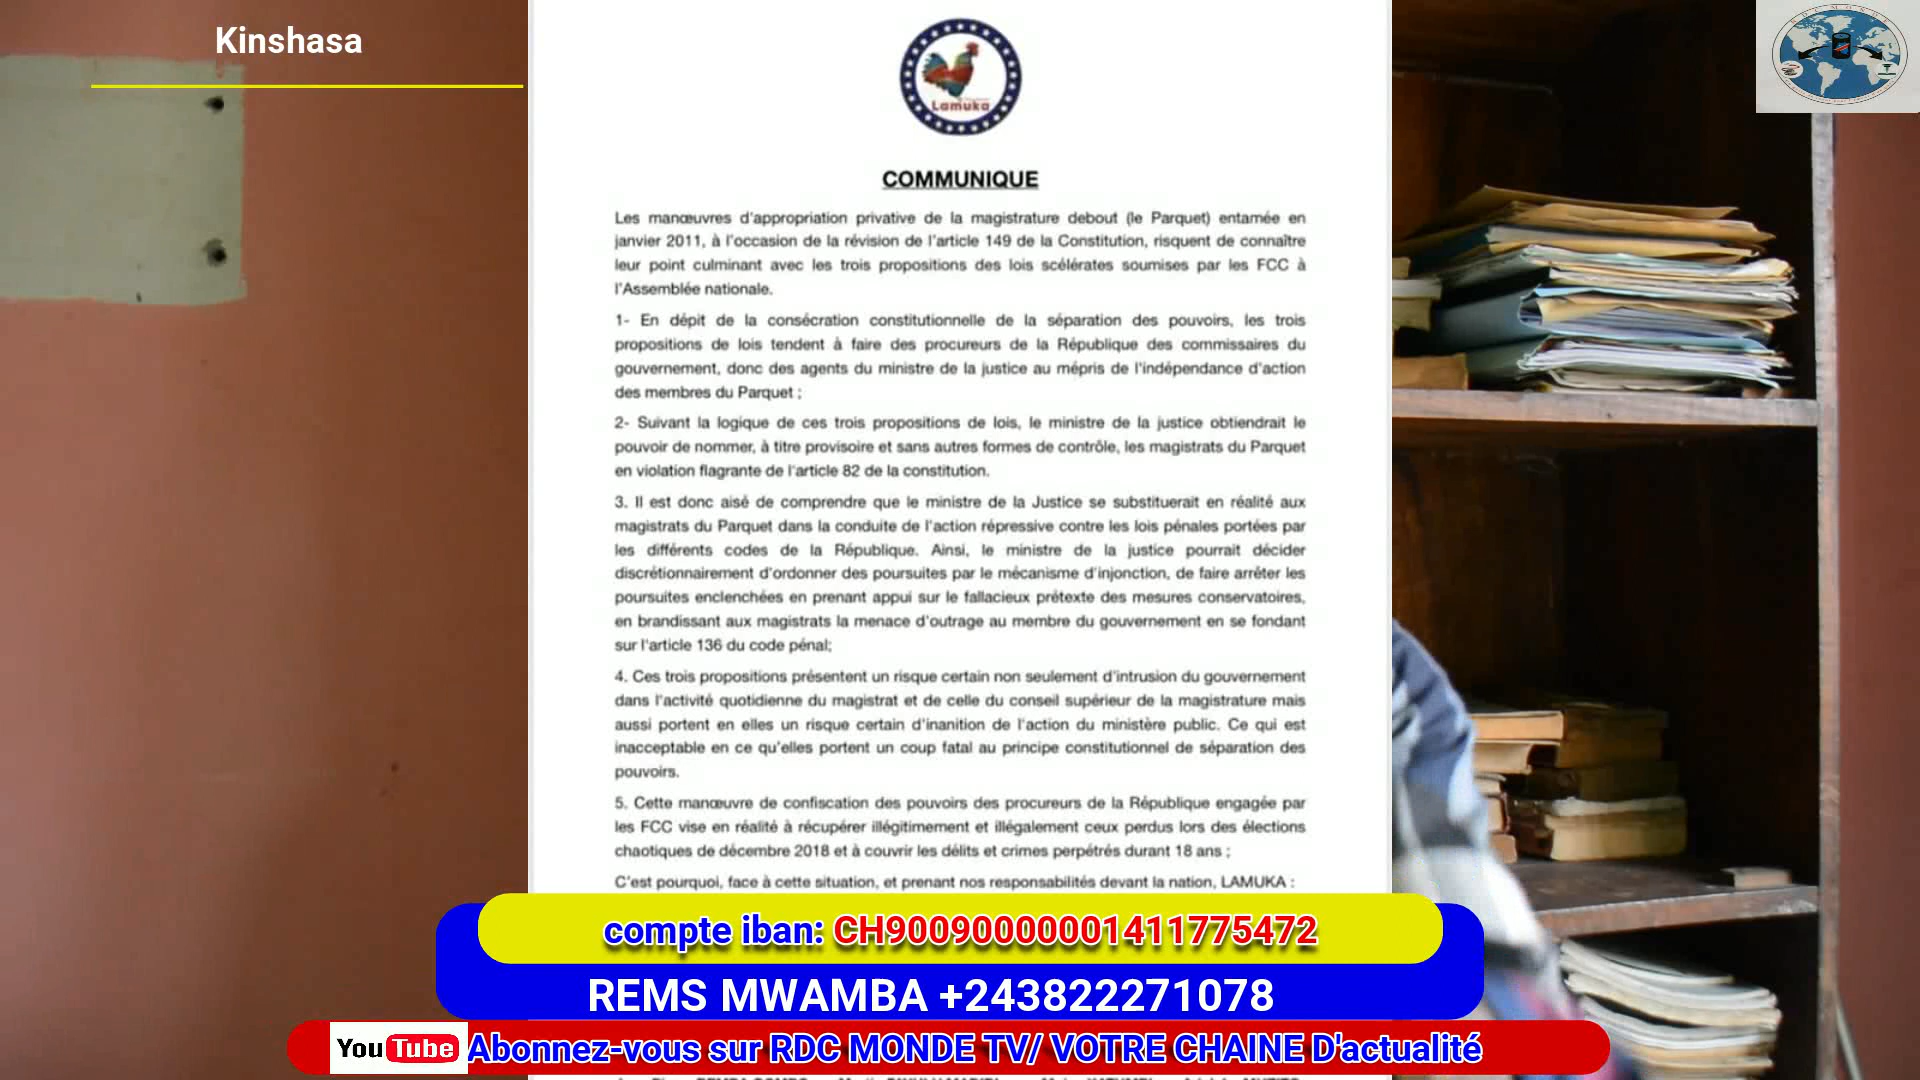 Kinshasa
Lamuka
COMMUNIQUE
Les manœuvres d'appropriation privative de la magistrature debout (le Parquet) entamée en
janvier 2011, à l'occasion de la révision de l'article 149 de la Constitution, risquent de connaître
leur point culminant avec les trois propositions des lois scélérates soumises par les FCC à
l'Assemblée nationale.
1- En dépit de la consécration constitutionnelle de la séparation des pouvoirs, les trois
propositions de lois tendent à faire des procureurs de la République des commissaires du
gouvernement, donc des agents du ministre de la justice au mépris de l'indépendance d'action
des membres du Parquet ;
2- Suivant la logique de ces trois propositions de lois, le ministre de la justice obtiendrait le
pouvoir de nommer, à titre provisoire et sans autres formes de contrôle, les magistrats du Parquet
en violation flagrante de l'article 82 de la constitution.
3. Il est donc aisé de comprendre que le ministre de la Justice se substituerait en réalité aux
magistrats du Parquet dans la conduite de l'action répressive contre les lois pénales portées par
les différents codes de la République. Ainsi, le ministre de la justice pourrait décider
discrétionnairement d'ordonner des poursuites par le mécanisme d'injonction, de faire arrêter les
poursuites enclenchées en prenant appui sur le fallacieux prétexte des mesures conservatoires,
en brandissant aux magistrats la menace d'outrage au membre du gouvernement en se fondant
sur l'article 136 du code pénal;
4. Ces trois propositions présentent un risque certain non seulement d'intrusion du gouvernement
dans l'activité quotidienne du magistrat et de celle du conseil supérieur de la magistrature mais
aussi portent en elles un risque certain d'inanition de l'action du ministère public. Ce qui est
inacceptable en ce qu'elles portent un coup fatal au principe constitutionnel de séparation des
pouvoirs.
5. Cette manœuvre de confiscation des pouvoirs des procureurs de la République engagée par
les FCC vise en réalité à récupérer illégitimement et illégalement ceux perdus lors des élections
chaotiques de décembre 2018 et à couvrir les délits et crimes perpétrés durant 18 ans ;
C'est pourquoi, face à cette situation, et prenant nos responsabilités devant la nation, LAMUKA :
compte iban: CH90090000001411775472
REMS MWAMBA +243822271078
YouTube Abonnez-vous sur RDC MONDE TV/ VOTRE CHAINE D'actualité